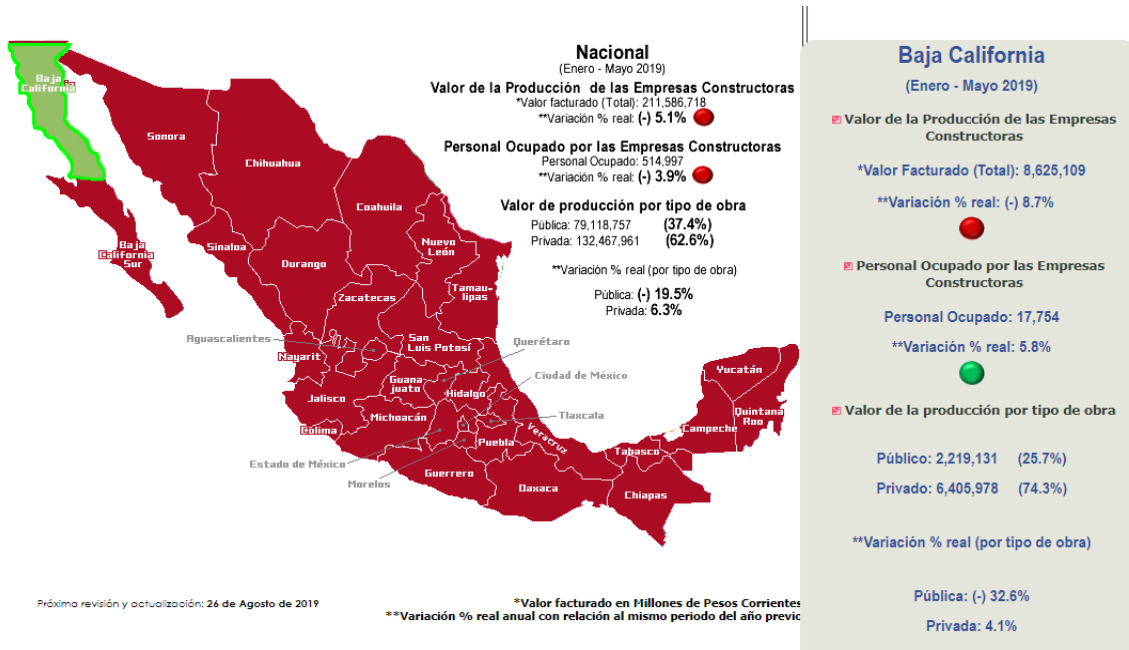 Nacional
(Enero - Mayo 2019)
Valor de la Producción de las Empresas Constructoras
*Valor facturado (Total): 211,586,718
**Variación % real: (-) 5.1%
Personal Ocupado por las Empresas Constructoras
Personal Ocupado: 514,997
**Variación % real: (-) 3.9%
Valor de producción por tipo de obra
Pública: 79,118,757 (37.4%)
Privada: 132,467,961 (62.6%)
**Variación % real (por tipo de obra)
Pública: (-) 19.5%
Privada: 6.3%
Baja
California
Sonora
Chihuahua
Coahuila
Baja
California
Sur
Sinaloa
Durango
Nuevo
León
Tamau-
lipas
Zacatecas
Aguascalientes
San
Luis Potosí
Nayarit
Querétaro
Guana-
juato
Hidalgo
Ciudad de México
Jalisco
Michoacán
Tlaxcala
Colima
Puebla
Veracruz
Estado de México
Morelos
Guerrero
Oaxaca
Tabasco
Chiapas
Campeche
Yucatán
Quintana
Roo
Próxima revisión y actualización: 26 de Agosto de 2019
*Valor facturado en Millones de Pesos Corrientes
**Variación % real anual con relación al mismo periodo del año previo
Baja California
(Enero - Mayo 2019)
Valor de la Producción de las Empresas
Constructoras
*Valor Facturado (Total): 8,625,109
**Variación % real: (-) 8.7%
Personal Ocupado por las Empresas
Constructoras
Personal Ocupado: 17,754
**Variación % real: 5.8%
Valor de la producción por tipo de obra
Público: 2,219,131 (25.7%)
Privado: 6,405,978 (74.3%)
**Variación % real (por tipo de obra)
Pública: (-) 32.6%
Privada: 4.1%